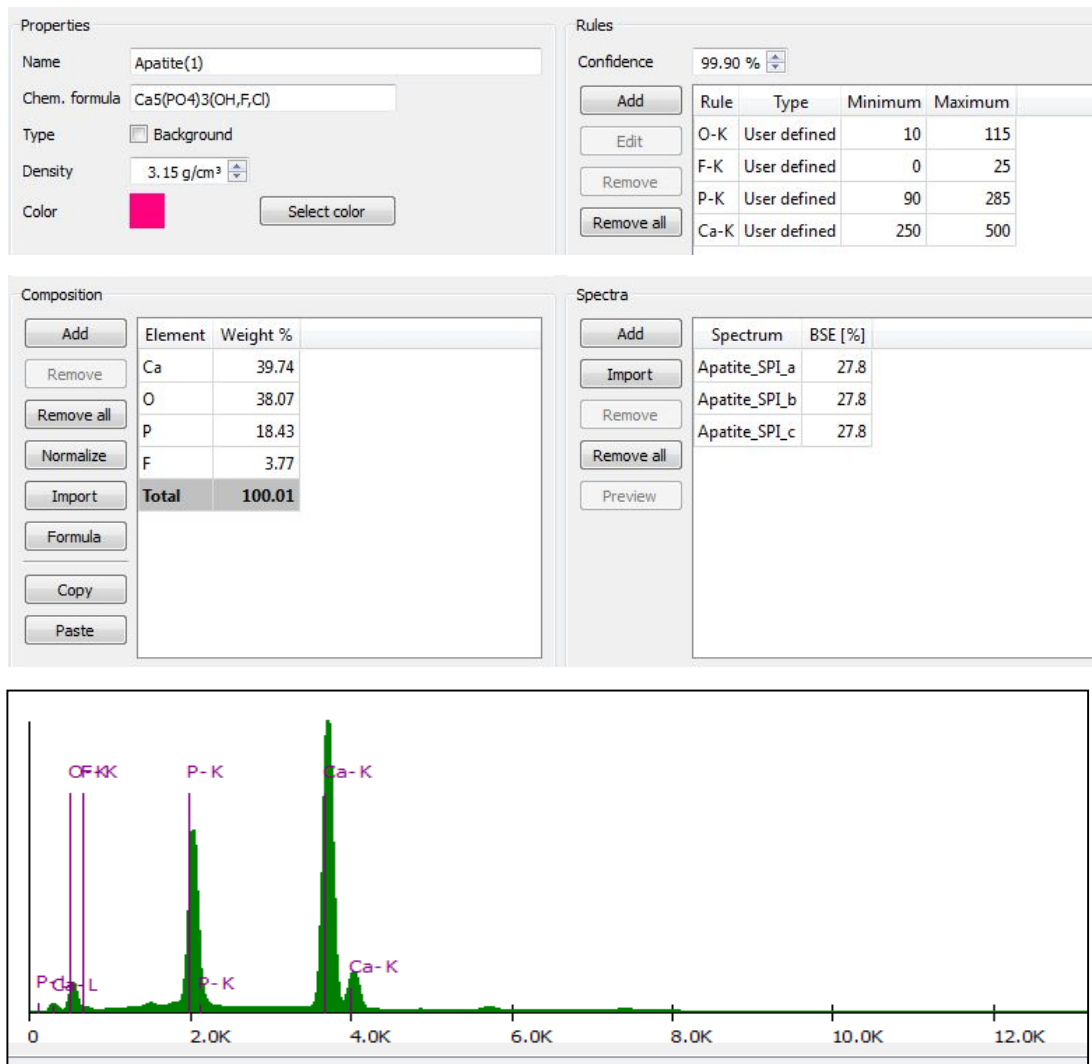 Properties
Name Apatite(1)
Chem. formula Ca5(PO4)3(OH,F,Cl)
Type Background
Density 3.15 g/cm³
Color Select color
Rules
Confidence 99.90 %
Add
Edit
Remove
Remove all
Rule Type Minimum Maximum
O-K User defined 10 115
F-K User defined 0 25
P-K User defined 90 285
Ca-K User defined 250 500
Composition
Add
Remove
Remove all
Normalize
Import
Formula
Copy
Paste
Element Weight %
Ca 39.74
O 38.07
P 18.43
F 3.77
Total 100.01
Spectra
Add
Import
Remove
Remove all
Preview
Spectrum BSE [%]
Apatite_SPI_a 27.8
Apatite_SPI_b 27.8
Apatite_SPI_c 27.8
P-K Ca-K
Ca-K
P-K
0 2.0K 4.0K 6.0K 8.0K 10.0K 12.0K